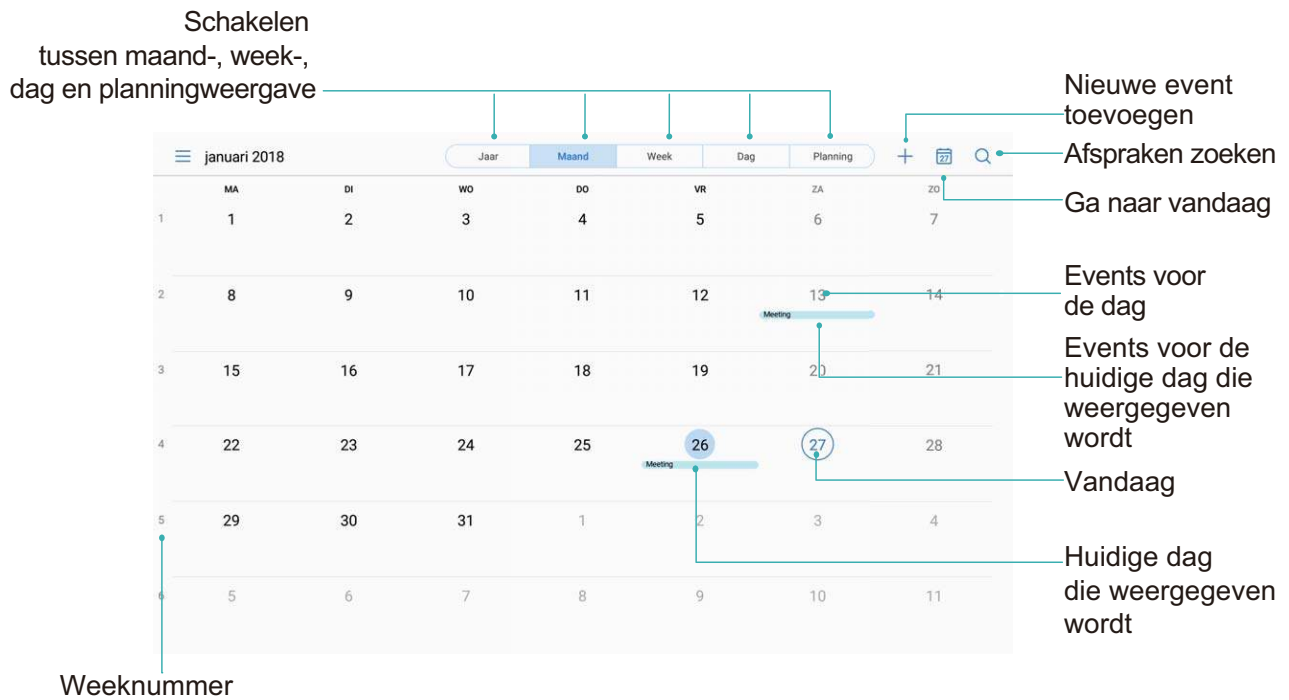 Schakelen
tussen maand-, week-,
dag en planningweergave
Nieuwe event
toevoegen
Afspraken zoeken
Ga naar vandaag
januari 2018
Jaar Maand Week Dag Planning 27
MA DI WO DO VR ZA ZO
1 1 2 3 4 5 6 7
2 8 9 10 11 12 13 14
Meeting
Events voor
de dag
Events voor de
huidige dag die
weergegeven
wordt
3 15 16 17 18 19 20 21
4 22 23 24 25 26 27 28
Meeting
Vandaag
5 29 30 31 1 2 3 4
Huidige dag
die weergegeven
wordt
6 5 6 7 8 9 10 11
Weeknummer